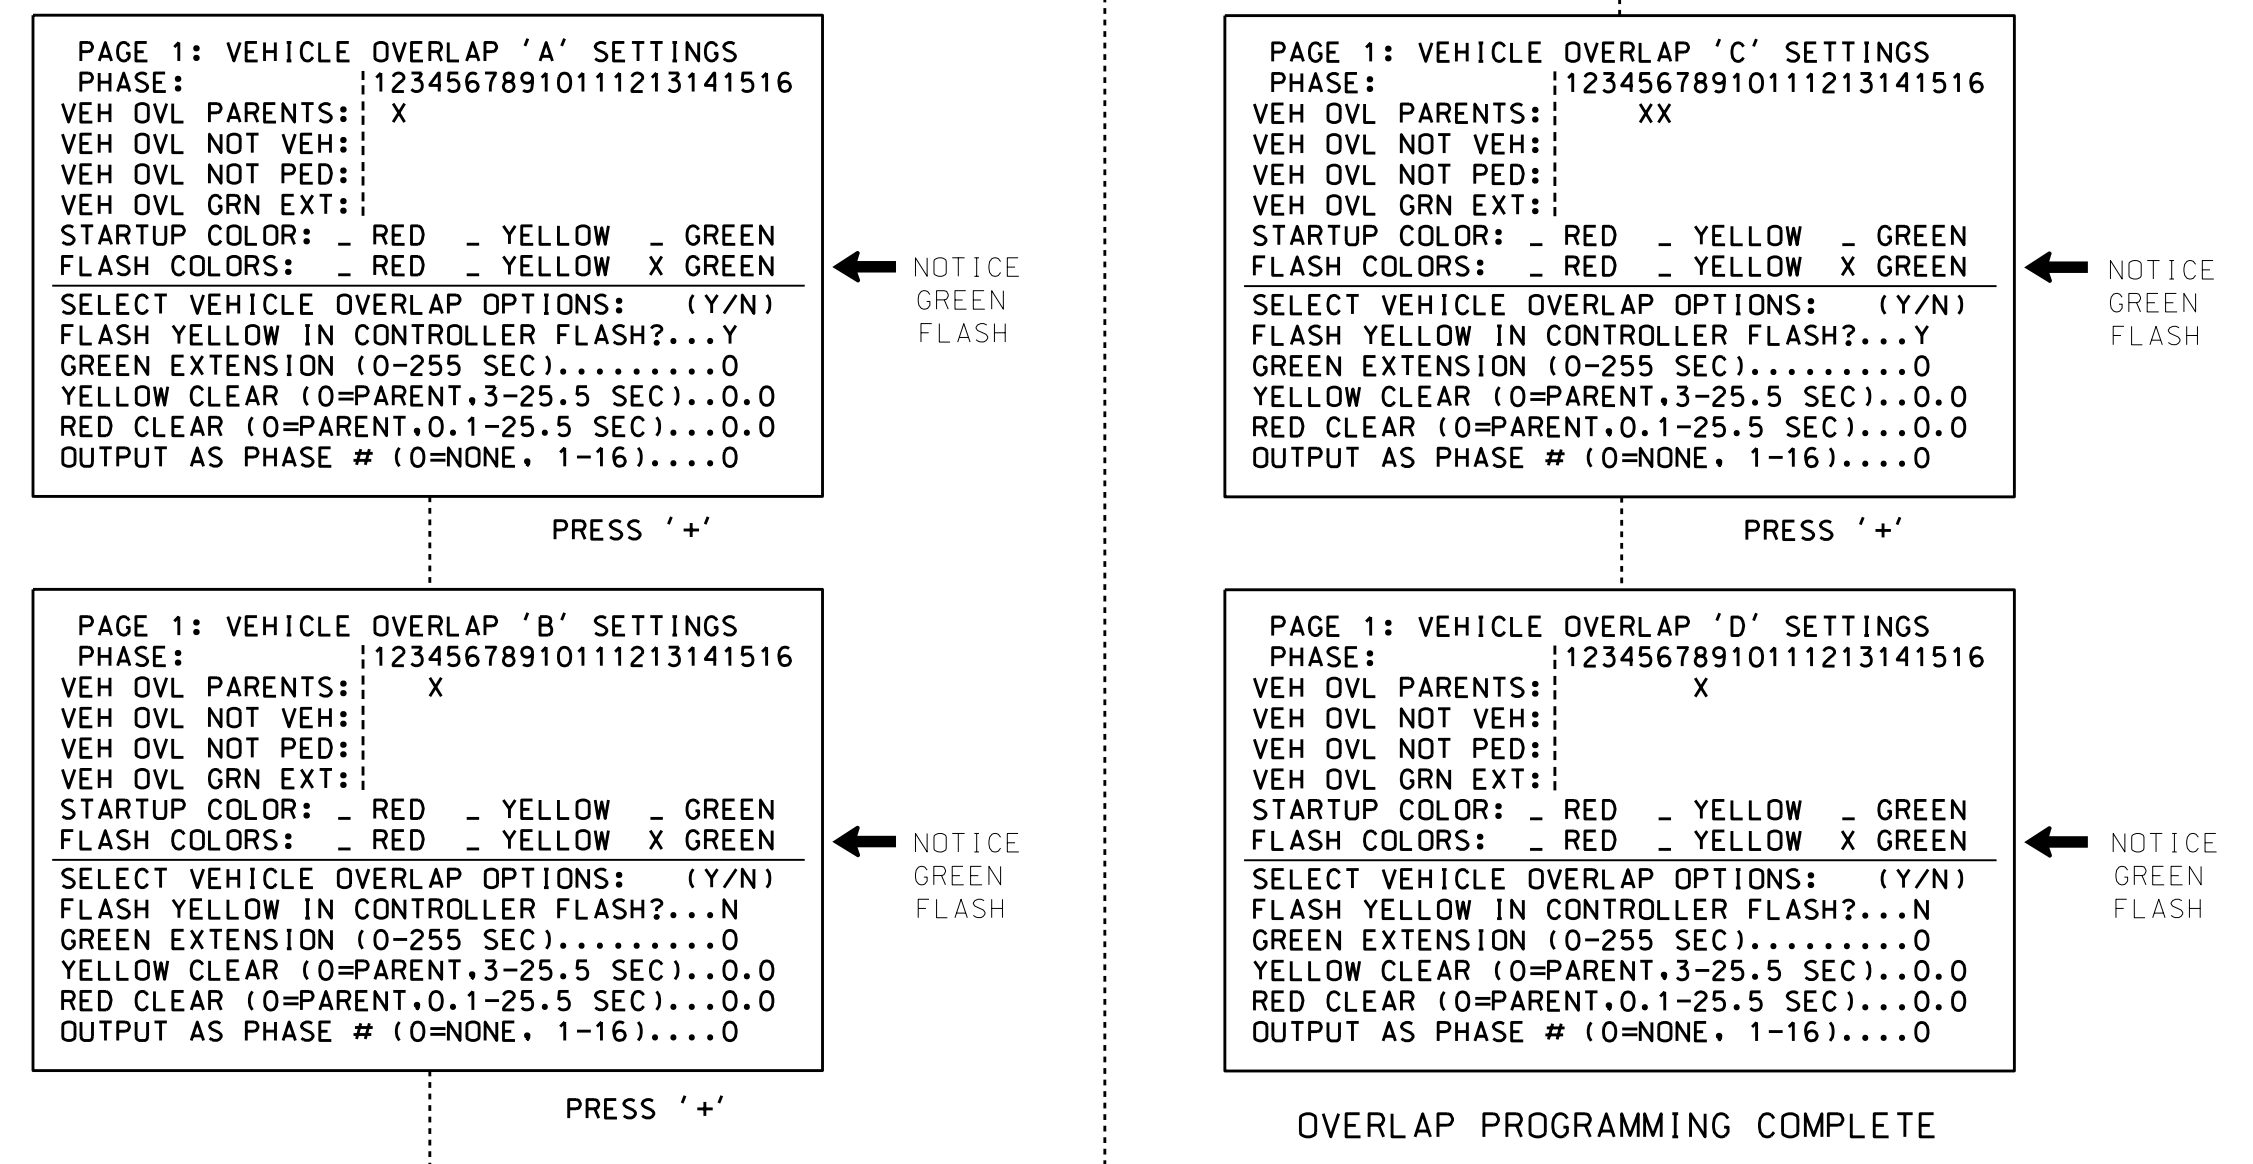 PAGE 1: VEHICLE OVERLAP 'A' SETTINGS
PHASE: 12345678910111213141516
VEH OVL PARENTS: X
VEH OVL NOT VEH:
VEH OVL NOT PED:
VEH OVL GRN EXT:
STARTUP COLOR: _ RED _ YELLOW _ GREEN
FLASH COLORS: _ RED _ YELLOW X GREEN
SELECT VEHICLE OVERLAP OPTIONS: (Y/N)
FLASH YELLOW IN CONTROLLER FLASH?...Y
GREEN EXTENSION (0-255 SEC).........0
YELLOW CLEAR (0=PARENT,3-25.5 SEC)..0.0
RED CLEAR (0=PARENT,0.1-25.5 SEC)...0.0
OUTPUT AS PHASE # (0=NONE, 1-16)....0
NOTICE
GREEN
FLASH
PRESS '+'
PAGE 1: VEHICLE OVERLAP 'B' SETTINGS
PHASE: 12345678910111213141516
VEH OVL PARENTS: X
VEH OVL NOT VEH:
VEH OVL NOT PED:
VEH OVL GRN EXT:
STARTUP COLOR: _ RED _ YELLOW _ GREEN
FLASH COLORS: _ RED _ YELLOW X GREEN
SELECT VEHICLE OVERLAP OPTIONS: (Y/N)
FLASH YELLOW IN CONTROLLER FLASH?...N
GREEN EXTENSION (0-255 SEC).........0
YELLOW CLEAR (0=PARENT,3-25.5 SEC)..0.0
RED CLEAR (0=PARENT,0.1-25.5 SEC)...0.0
OUTPUT AS PHASE # (0=NONE, 1-16)....0
NOTICE
GREEN
FLASH
PRESS '+'
PAGE 1: VEHICLE OVERLAP 'C' SETTINGS
PHASE: 12345678910111213141516
VEH OVL PARENTS: XX
VEH OVL NOT VEH:
VEH OVL NOT PED:
VEH OVL GRN EXT:
STARTUP COLOR: _ RED _ YELLOW _ GREEN
FLASH COLORS: _ RED _ YELLOW X GREEN
SELECT VEHICLE OVERLAP OPTIONS: (Y/N)
FLASH YELLOW IN CONTROLLER FLASH?...Y
GREEN EXTENSION (0-255 SEC).........0
YELLOW CLEAR (0=PARENT,3-25.5 SEC)..0.0
RED CLEAR (0=PARENT,0.1-25.5 SEC)...0.0
OUTPUT AS PHASE # (0=NONE, 1-16)....0
NOTICE
GREEN
FLASH
PRESS '+'
PAGE 1: VEHICLE OVERLAP 'D' SETTINGS
PHASE: 12345678910111213141516
VEH OVL PARENTS: X
VEH OVL NOT VEH:
VEH OVL NOT PED:
VEH OVL GRN EXT:
STARTUP COLOR: _ RED _ YELLOW _ GREEN
FLASH COLORS: _ RED _ YELLOW X GREEN
SELECT VEHICLE OVERLAP OPTIONS: (Y/N)
FLASH YELLOW IN CONTROLLER FLASH?...N
GREEN EXTENSION (0-255 SEC).........0
YELLOW CLEAR (0=PARENT,3-25.5 SEC)..0.0
RED CLEAR (0=PARENT,0.1-25.5 SEC)...0.0
OUTPUT AS PHASE # (0=NONE, 1-16)....0
NOTICE
GREEN
FLASH
OVERLAP PROGRAMMING COMPLETE